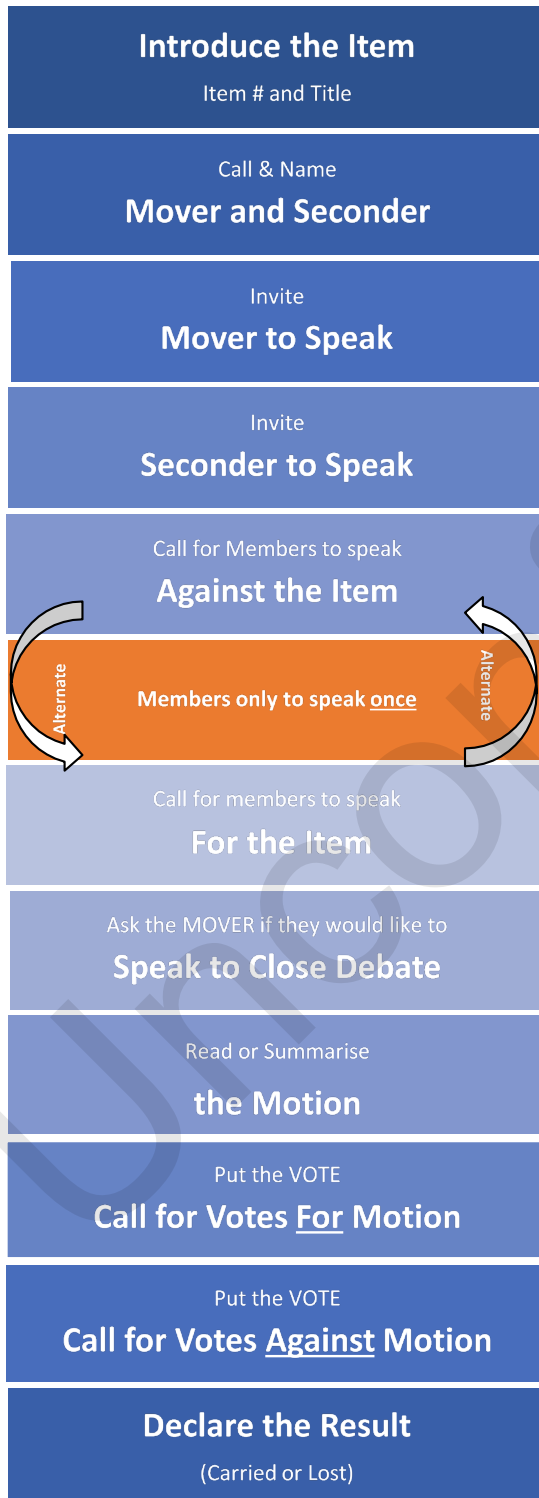 Introduce the Item
Item # and Title
Call & Name
Mover and Seconder
Invite
Mover to Speak
Invite
Seconder to Speak
Call for Members to speak
Against the Item
Alternate
Members only to speak once
Alternate
Call for members to speak
For the Item
Ask the MOVER if they would like to
Speak to Close Debate
Read or Summarise
the Motion
Put the VOTE
Call for Votes For Motion
Put the VOTE
Call for Votes Against Motion
Declare the Result
(Carried or Lost)